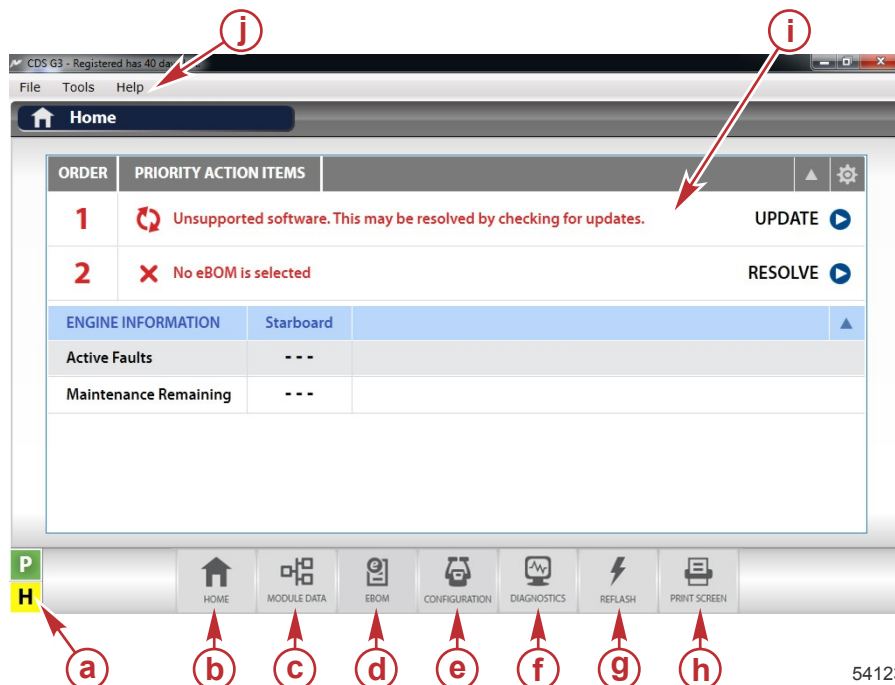 j i
CDS G3 - Registered has 40 da
File Tools Help
Home
ORDER PRIORITY ACTION ITEMS
1 Unsupported software. This may be resolved by checking for updates. UPDATE
2 No eBOM is selected RESOLVE
ENGINE INFORMATION Starboard
Active Faults - - -
Maintenance Remaining - - -
P
H
HOME MODULE DATA EBOM CONFIGURATION DIAGNOSTICS REFLASH PRINT SCREEN
a b c d e f g h
5412